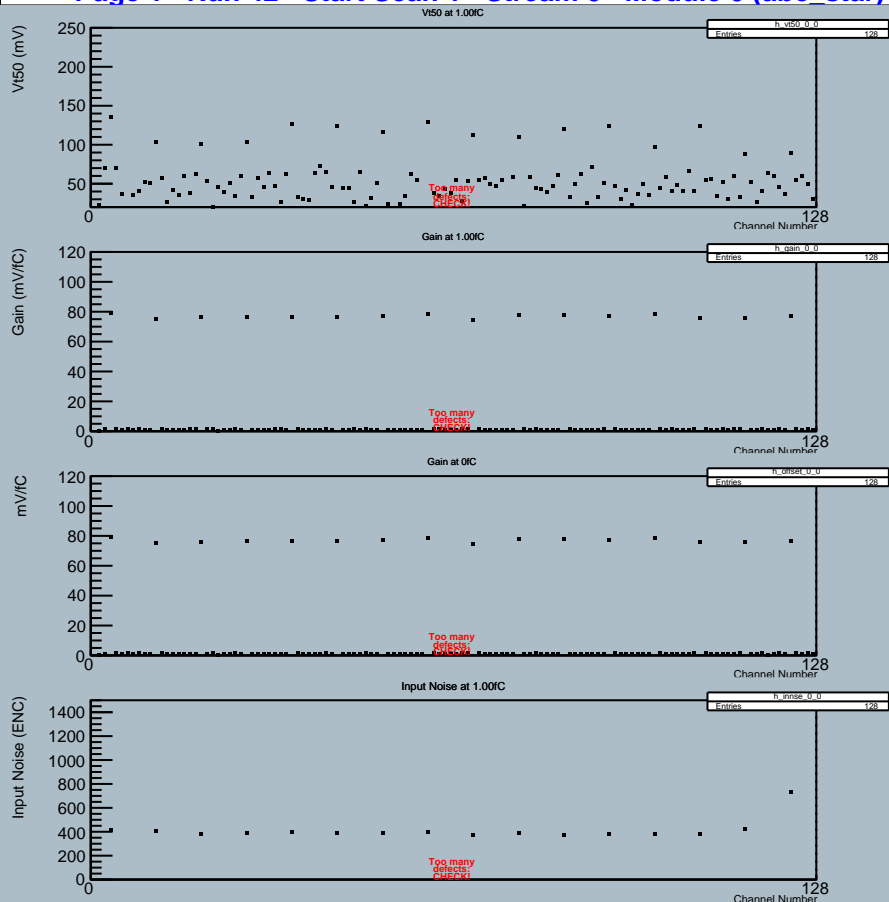 Vt50 at 1.00fC
h_vt50_0_0
Entries 128
Vt50 (mV)
250
200
150
100
50
Too many
defects:
CHECK!
0
128
Channel Number
Gain at 1.00fC
h_gain_0_0
Entries 128
Gain (mV/fC)
120
100
80
60
40
20
0
Too many
defects:
CHECK!
0
128
Channel Number
Gain at 0fC
h_offset_0_0
Entries 128
mV/fC
120
100
80
60
40
20
0
Too many
defects:
CHECK!
0
128
Channel Number
Input Noise at 1.00fC
h_innse_0_0
Entries 128
Input Noise (ENC)
1400
1200
1000
800
600
400
200
0
Too many
defects:
CHECK!
0
128
Channel Number